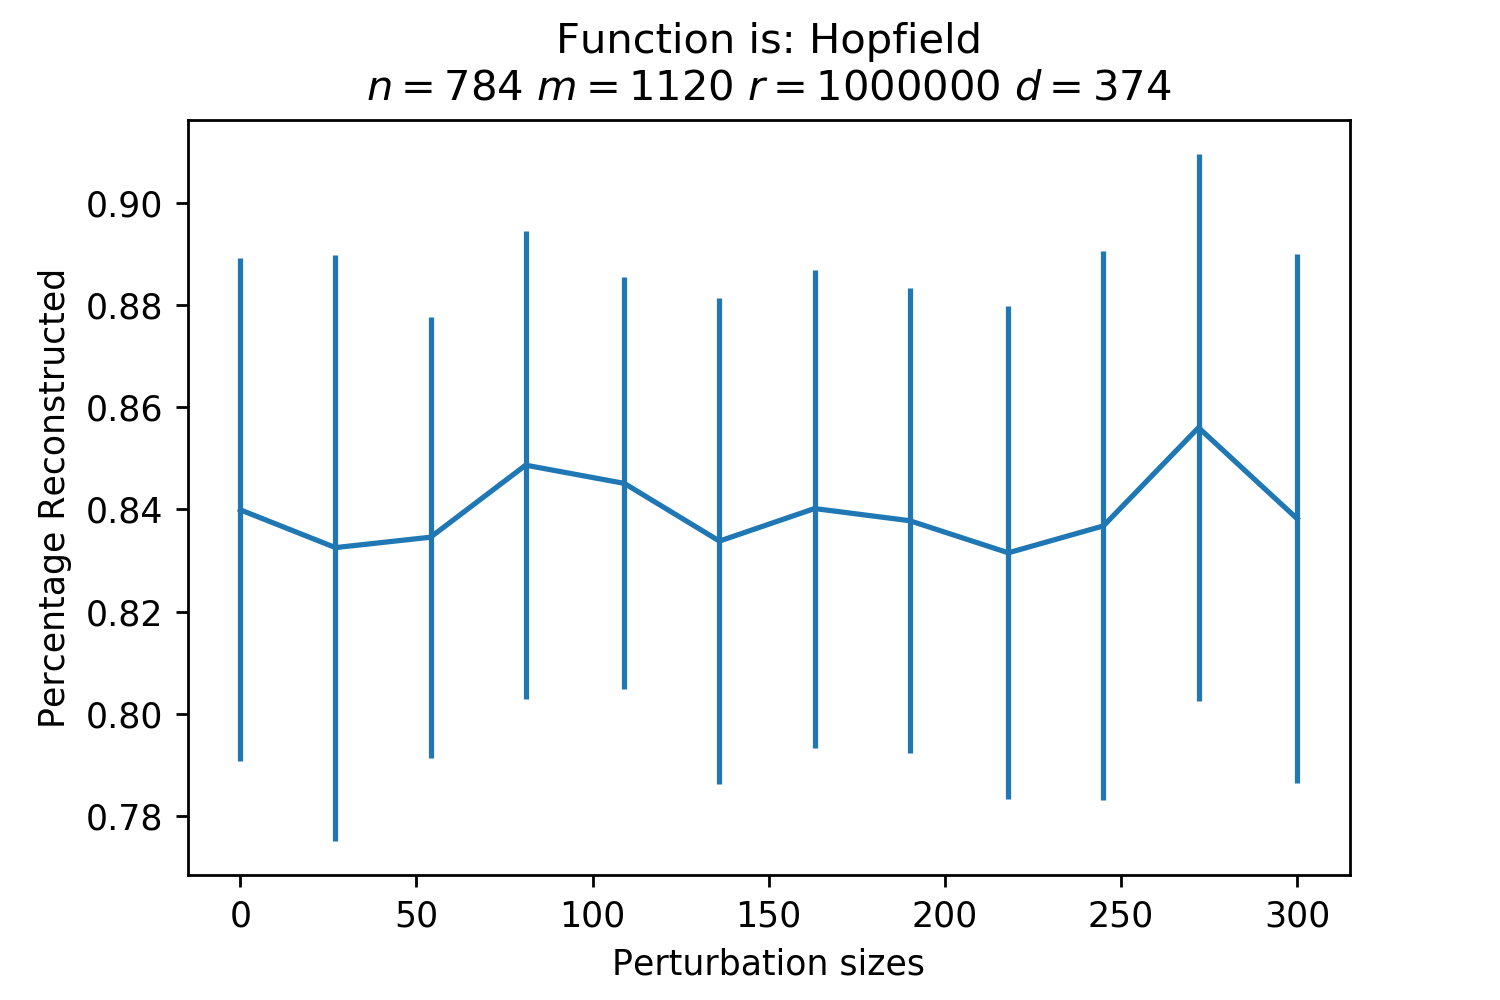 Function is: Hopfield
n = 784 m = 1120 r = 1000000 d = 374
Percentage Reconstructed
0.90
0.88
0.86
0.84
0.82
0.80
0.78
0 50 100 150 200 250 300
Perturbation sizes